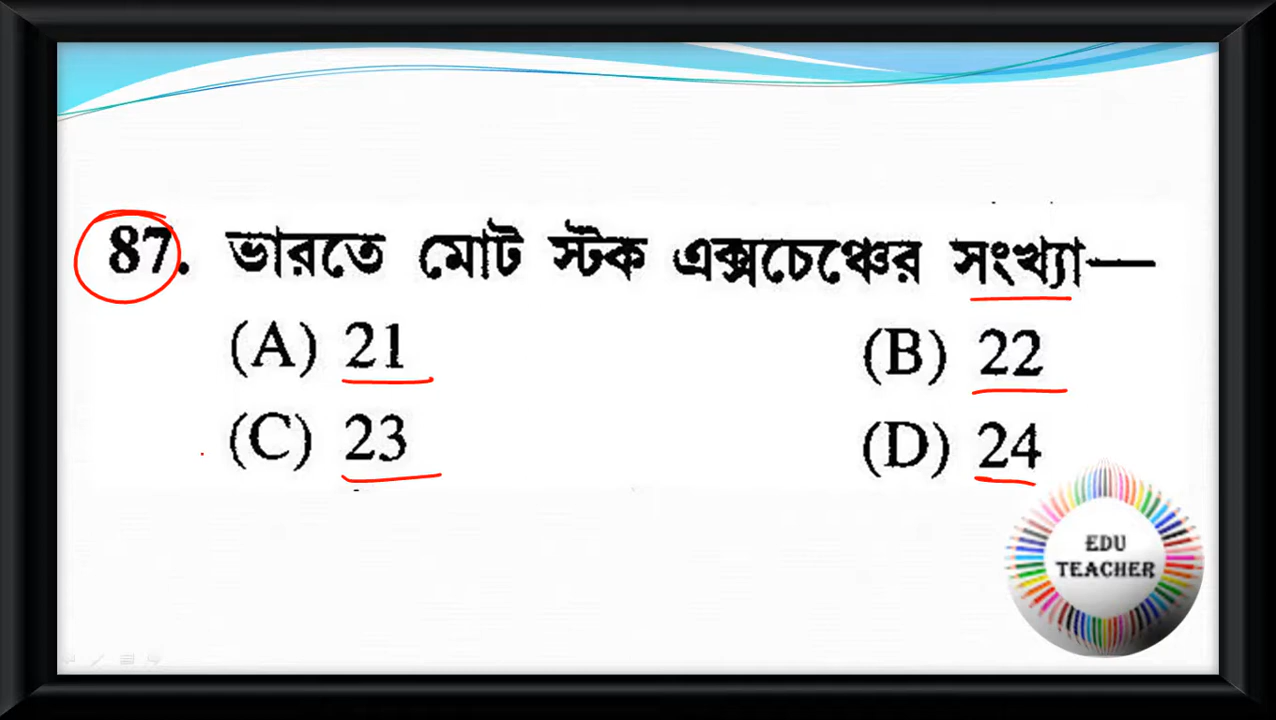 87. ভারতে মোট স্টক এক্সচেঞ্চের সংখ্যা—
(A) 21 (B) 22
(C) 23 (D) 24
EDU
TEACHER